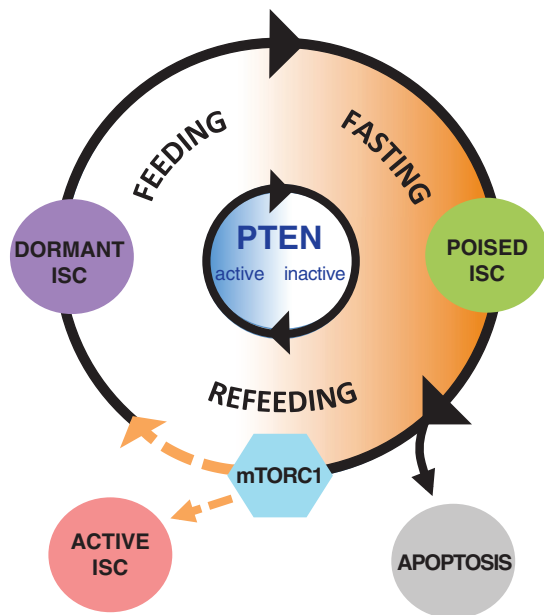 FEEDING
FASTING
DORMANT
ISC
PTEN
active inactive
POISED
ISC
REFEEDING
mTORC1
ACTIVE
ISC
APOPTOSIS